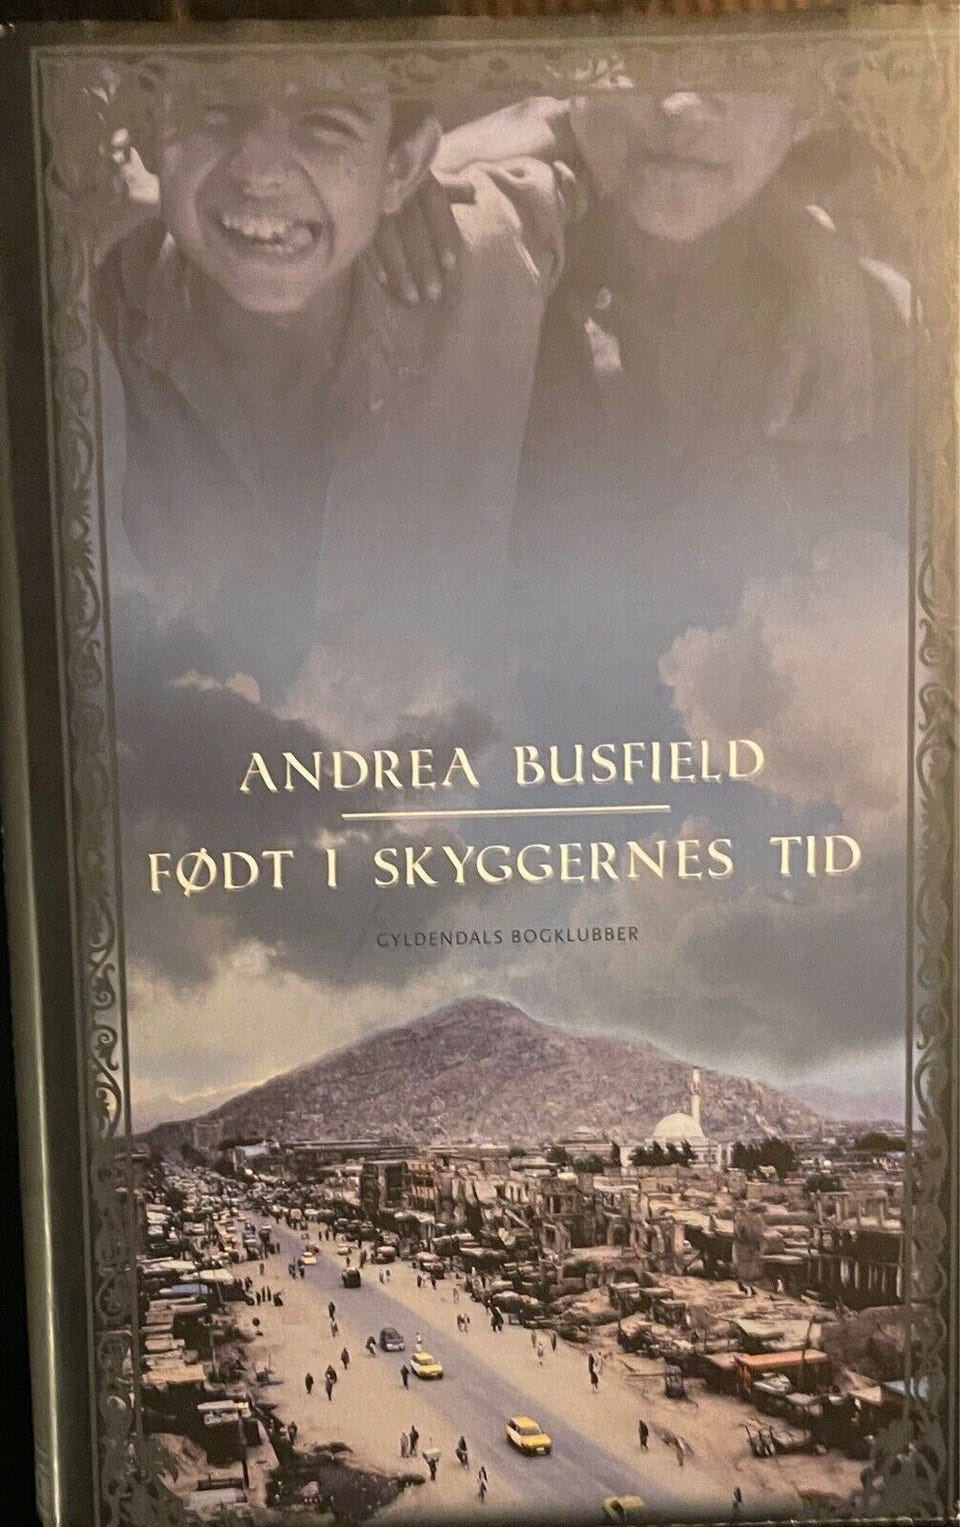 ANDREA BUSFIELD
FØDT I SKYGGERNES TID
GYLDENDALS BOGKLUBBER